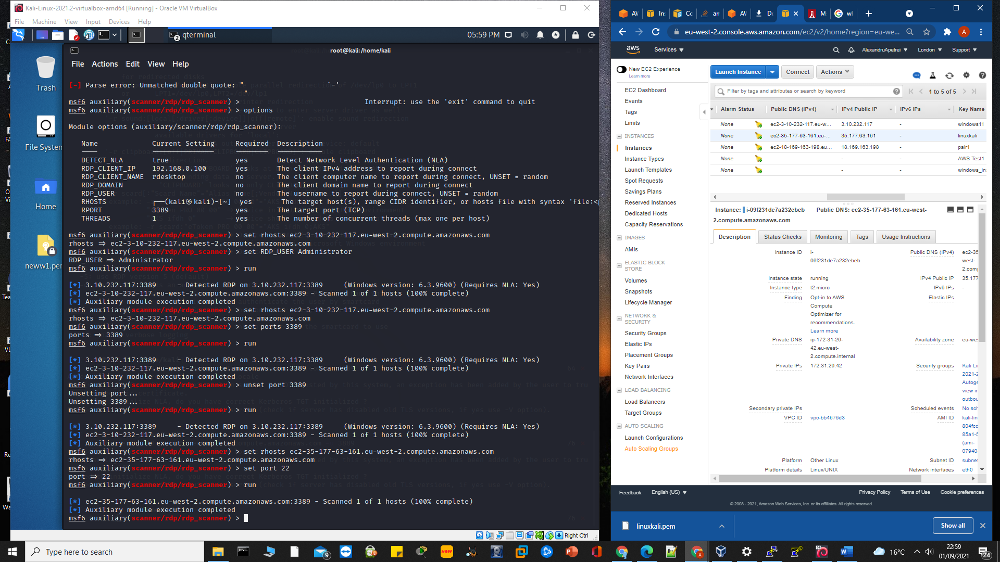 Kali-Linux-2021.2-virtualbox-amd64 [Running] - Oracle VM VirtualBox
File Machine View Input Devices Help
qterminal
05:59 PM
root@kali:/home/kali
File Actions Edit View Help
Trash
File System
Home
neww1.per
[-] Parse error: Unmatched double quote: " `-'
"
msf6 auxiliary(scanner/rdp/rdp_scanner) > Interrupt: use the 'exit' command to quit
msf6 auxiliary(scanner/rdp/rdp_scanner) > options
Module options (auxiliary/scanner/rdp/rdp_scanner):
Name Current Setting Required Description
DETECT_NLA true yes Detect Network Level Authentication (NLA)
RDP_CLIENT_IP 192.168.0.100 yes The client IPv4 address to report during connect
RDP_CLIENT_NAME rdesktop no The client computer name to report during connect, UNSET = random
RDP_DOMAIN no The client domain name to report during connect
RDP_USER no The username to report during connect, UNSET = random
RHOSTS ┌──(kali㉿kali)-[~] yes The target host(s), range CIDR identifier, or hosts file with syntax 'file:<
RPORT 3389 yes The target port (TCP)
THREADS 1 yes The number of concurrent threads (max one per host)
msf6 auxiliary(scanner/rdp/rdp_scanner) > set rhosts ec2-3-10-232-117.eu-west-2.compute.amazonaws.com
rhosts => ec2-3-10-232-117.eu-west-2.compute.amazonaws.com
msf6 auxiliary(scanner/rdp/rdp_scanner) > set RDP_USER Administrator
RDP_USER => Administrator
msf6 auxiliary(scanner/rdp/rdp_scanner) > run
[*] 3.10.232.117:3389 - Detected RDP on 3.10.232.117:3389 (Windows version: 6.3.9600) (Requires NLA: Yes)
[*] ec2-3-10-232-117.eu-west-2.compute.amazonaws.com:3389 - Scanned 1 of 1 hosts (100% complete)
[*] Auxiliary module execution completed
msf6 auxiliary(scanner/rdp/rdp_scanner) > set rhosts ec2-3-10-232-117.eu-west-2.compute.amazonaws.com
rhosts => ec2-3-10-232-117.eu-west-2.compute.amazonaws.com
msf6 auxiliary(scanner/rdp/rdp_scanner) > set ports 3389
ports => 3389
msf6 auxiliary(scanner/rdp/rdp_scanner) > run
[*] 3.10.232.117:3389 - Detected RDP on 3.10.232.117:3389 (Windows version: 6.3.9600) (Requires NLA: Yes)
[*] ec2-3-10-232-117.eu-west-2.compute.amazonaws.com:3389 - Scanned 1 of 1 hosts (100% complete)
[*] Auxiliary module execution completed
msf6 auxiliary(scanner/rdp/rdp_scanner) > unset port 3389
Unsetting port...
Unsetting 3389...
msf6 auxiliary(scanner/rdp/rdp_scanner) > run
[*] 3.10.232.117:3389 - Detected RDP on 3.10.232.117:3389 (Windows version: 6.3.9600) (Requires NLA: Yes)
[*] ec2-3-10-232-117.eu-west-2.compute.amazonaws.com:3389 - Scanned 1 of 1 hosts (100% complete)
[*] Auxiliary module execution completed
msf6 auxiliary(scanner/rdp/rdp_scanner) > set rhosts ec2-35-177-63-161.eu-west-2.compute.amazonaws.com
rhosts => ec2-35-177-63-161.eu-west-2.compute.amazonaws.com
msf6 auxiliary(scanner/rdp/rdp_scanner) > set port 22
port => 22
msf6 auxiliary(scanner/rdp/rdp_scanner) > run
[*] ec2-35-177-63-161.eu-west-2.compute.amazonaws.com:3389 - Scanned 1 of 1 hosts (100% complete)
[*] Auxiliary module execution completed
msf6 auxiliary(scanner/rdp/rdp_scanner) >
Right Ctrl
eu-west-2.console.aws.amazon.com/ec2/v2/home?region=eu-we...
aws Services AlexandruApetrei London Support
New EC2 Experience
Learn more
EC2 Dashboard
Events
Tags
Limits
INSTANCES
Instances
Instance Types
Launch Templates
Spot Requests
Savings Plans
Reserved Instances
Dedicated Hosts
Capacity Reservations
IMAGES
AMIs
ELASTIC BLOCK
STORE
Volumes
Snapshots
Lifecycle Manager
NETWORK &
SECURITY
Security Groups
Elastic IPs
Placement Groups
Key Pairs
Network Interfaces
LOAD BALANCING
Load Balancers
Target Groups
AUTO SCALING
Launch Configurations
Auto Scaling Groups
Launch Instance Connect Actions
Filter by tags and attributes or search by keyword
1 to 5 of 5
Alarm Status Public DNS (IPv4) IPv4 Public IP IPv6 IPs Key Name
None ec2-3-10-232-117.eu-w... 3.10.232.117 - windows11
None ec2-35-177-63-161.eu-... 35.177.63.161 - linuxkali
None ec2-18-169-163-198.eu... 18.169.163.198 - pair1
None - - AWS Test1
None - - windows_in
Instance: i-09f231de7a232ebeb Public DNS: ec2-35-177-63-161.eu-west-
2.compute.amazonaws.com
Description Status Checks Monitoring Tags Usage Instructions
Instance ID i-
09f231de7a232ebeb
Public DNS (IPv4) ec2-35
west-
2.comp
Instance state running
IPv4 Public IP 35.177
Instance type t2.micro
IPv6 IPs -
Finding Opt-in to AWS
Compute
Optimizer for
recommendations.
Learn more
Elastic IPs
Private DNS ip-172-31-29-
42.eu-west-
2.compute.internal
Availability zone eu-wes
Private IPs 172.31.29.42
Security groups Kali Lin
2021-2
Autoge
view in
outbou
Secondary private IPs
Scheduled events No sch
VPC ID vpc-bb4676d3
AMI ID kali-lin
804fcc
85a1-5
(ami-
07940
Platform Other Linux
Subnet ID subnet
Platform details Linux/UNIX
Network interfaces eth0
Feedback English (US) Privacy Policy Terms of Use Cookie preferences
© 2008 - 2021, Amazon Web Services, Inc. or its affiliates. All rights reserved.
linuxkali.pem
Show all
Type here to search
16°C
22:59
01/09/2021
24